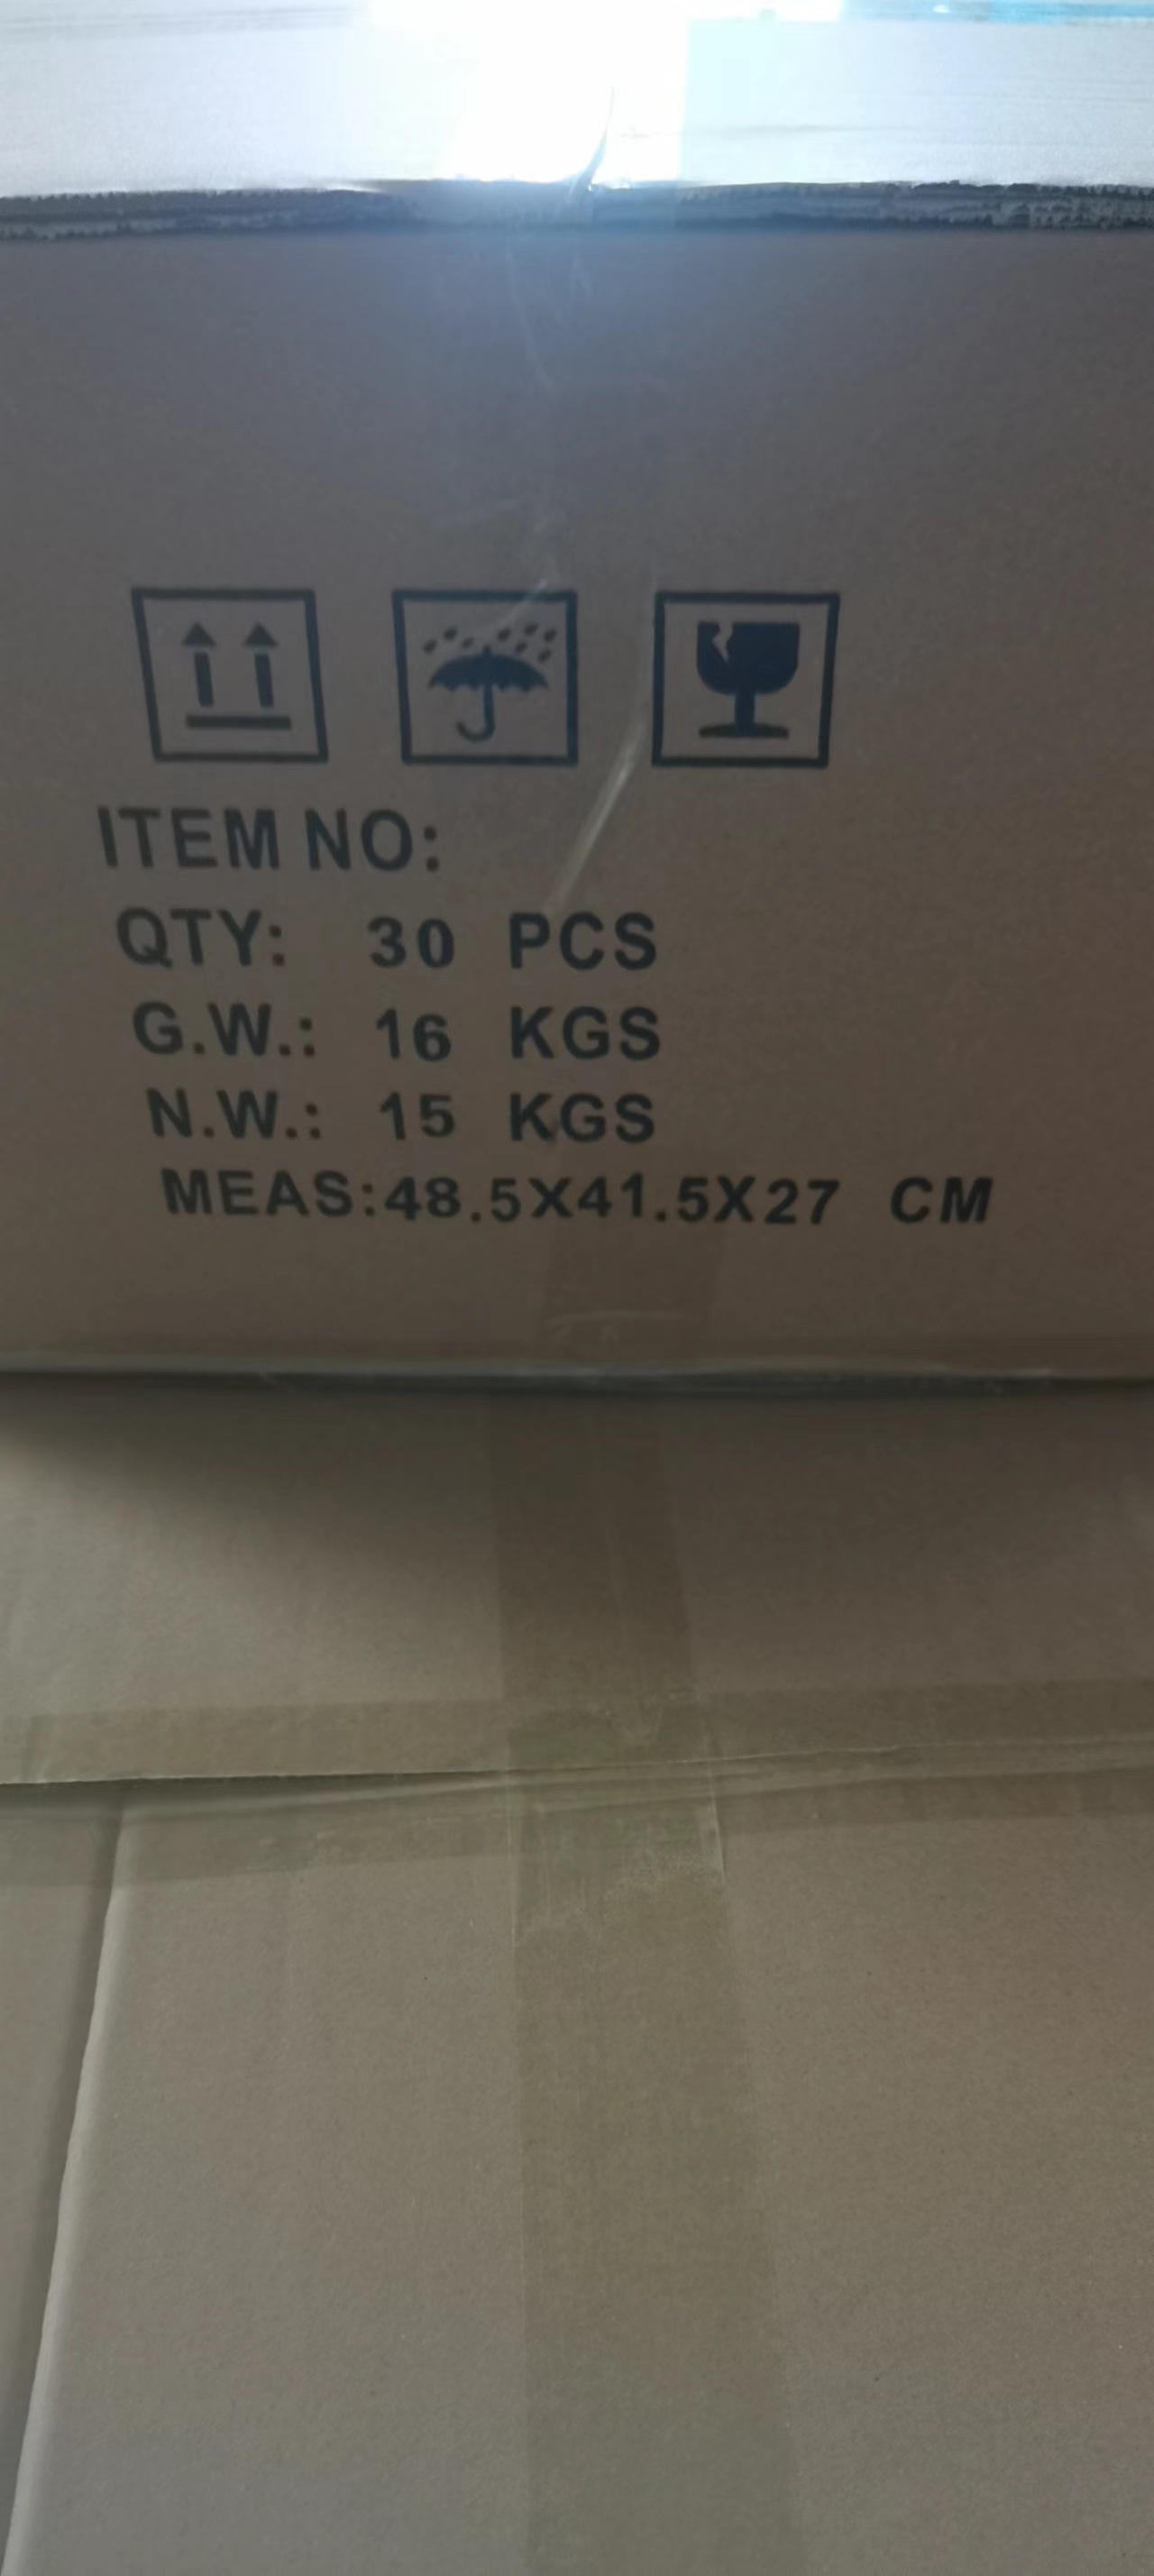 ITEM NO:
QTY: 30 PCS
G.W.: 16 KGS
N.W.: 15 KGS
MEAS:48.5X41.5X27 CM